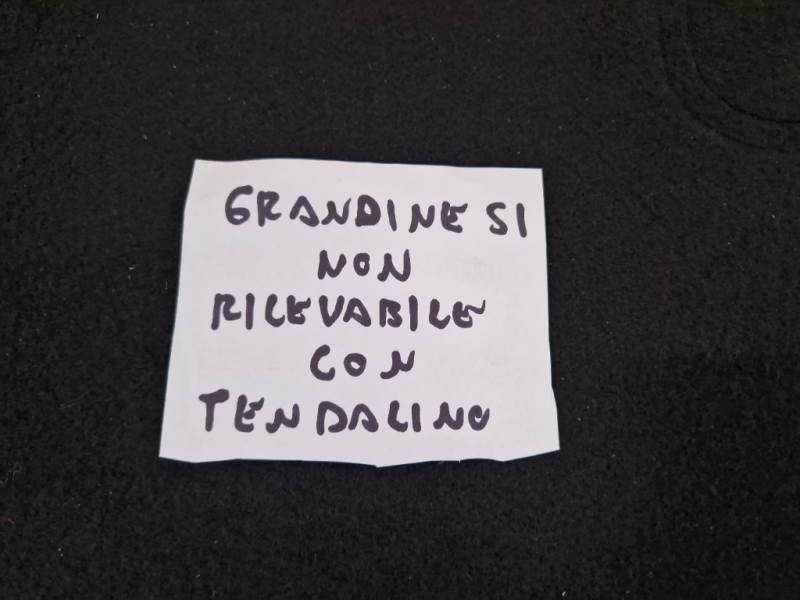 GRANDINE SI
NON
RILEVABILE
CON
TENDALINO